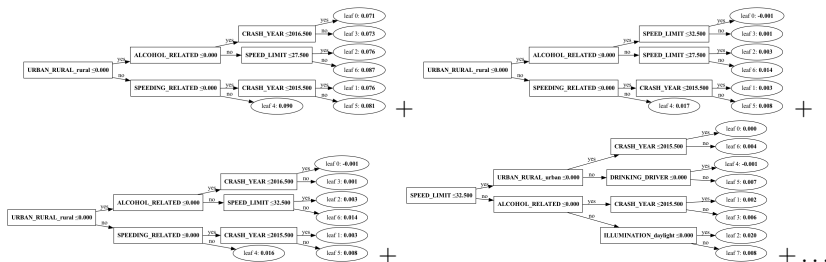 URBAN_RURAL_rural ≤0.000
yes
no
ALCOHOL_RELATED ≤0.000
SPEEDING_RELATED ≤0.000
yes
no
CRASH_YEAR ≤2016.500
SPEED_LIMIT ≤27.500
yes
no
CRASH_YEAR ≤2015.500
leaf 4: 0.090
yes
no
leaf 0: 0.071
leaf 3: 0.073
yes
no
leaf 2: 0.076
leaf 6: 0.087
yes
no
leaf 1: 0.076
leaf 5: 0.081
+
URBAN_RURAL_rural ≤0.000
yes
no
ALCOHOL_RELATED ≤0.000
SPEEDING_RELATED ≤0.000
yes
no
SPEED_LIMIT ≤32.500
SPEED_LIMIT ≤27.500
yes
no
CRASH_YEAR ≤2015.500
leaf 4: 0.017
yes
no
leaf 0: -0.001
leaf 3: 0.001
yes
no
leaf 2: 0.003
leaf 6: 0.014
yes
no
leaf 1: 0.003
leaf 5: 0.008
+
URBAN_RURAL_rural ≤0.000
yes
no
ALCOHOL_RELATED ≤0.000
SPEEDING_RELATED ≤0.000
yes
no
CRASH_YEAR ≤2016.500
SPEED_LIMIT ≤32.500
yes
no
CRASH_YEAR ≤2015.500
leaf 4: 0.016
yes
no
leaf 0: -0.001
leaf 3: 0.001
yes
no
leaf 2: 0.003
leaf 6: 0.014
yes
no
leaf 1: 0.003
leaf 5: 0.008
+
SPEED_LIMIT ≤32.500
yes
no
URBAN_RURAL_urban ≤0.000
ALCOHOL_RELATED ≤0.000
yes
no
CRASH_YEAR ≤2015.500
DRINKING_DRIVER ≤0.000
yes
no
CRASH_YEAR ≤2015.500
ILLUMINATION_daylight ≤0.000
yes
no
leaf 0: 0.000
leaf 6: 0.004
yes
no
leaf 4: -0.001
leaf 5: 0.007
yes
no
leaf 1: 0.002
leaf 3: 0.006
yes
no
leaf 2: 0.020
leaf 7: 0.008
+ ...